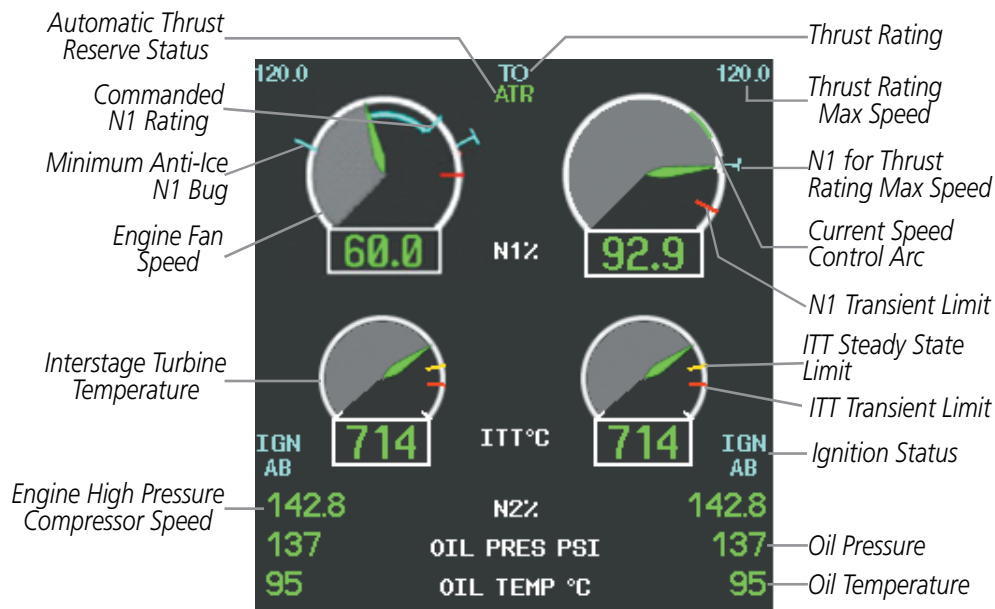 Automatic Thrust
Reserve Status
Thrust Rating
120.0
TO
120.0
ATR
Commanded
N1 Rating
Thrust Rating
Max Speed
Minimum Anti-Ice
N1 Bug
N1 for Thrust
Rating Max Speed
Engine Fan
Speed
Current Speed
Control Arc
60.0
N1%
92.9
N1 Transient Limit
Interstage Turbine
Temperature
ITT Steady State
Limit
ITT Transient Limit
IGN
AB
714
ITT°C
714
IGN
AB
Ignition Status
Engine High Pressure
Compressor Speed
142.8
N2%
142.8
137
OIL PRES PSI
137
Oil Pressure
95
OIL TEMP °C
95
Oil Temperature